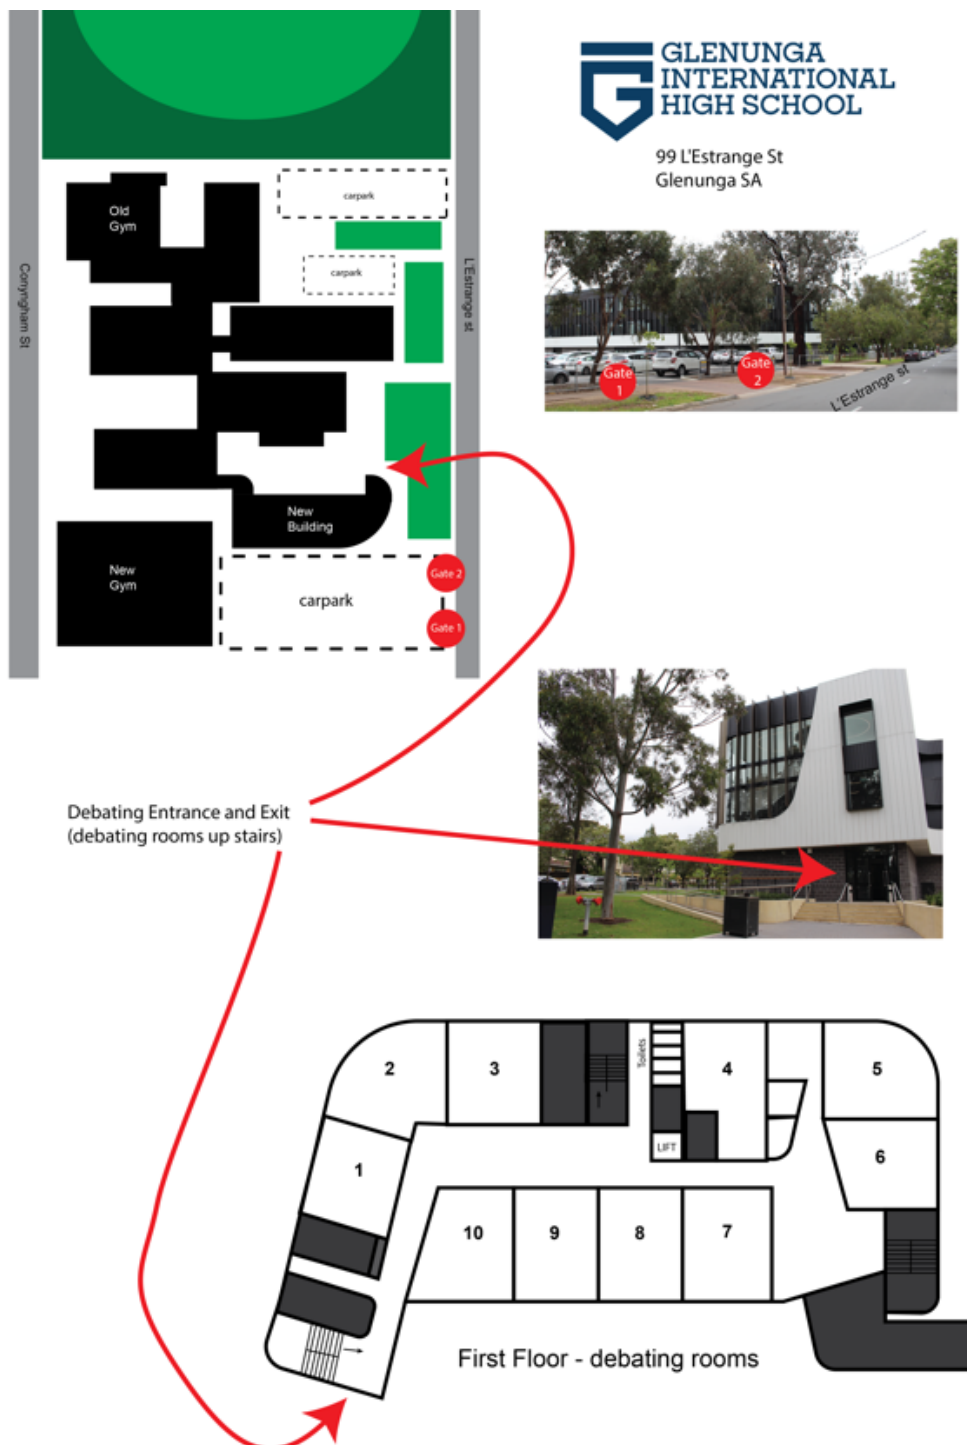 GLENUNGA
INTERNATIONAL
HIGH SCHOOL
99 L'Estrange St
Glenunga SA
carpark
Old
Gym
carpark
Conyngham St
L'Estrange st
New
Building
New
Gym
carpark
Gate 2
Gate 1
Gate
1
Gate
2
L'Estrange st
Debating Entrance and Exit
(debating rooms up stairs)
Toilets
2
3
4
5
1
LIFT
6
10
9
8
7
First Floor - debating rooms